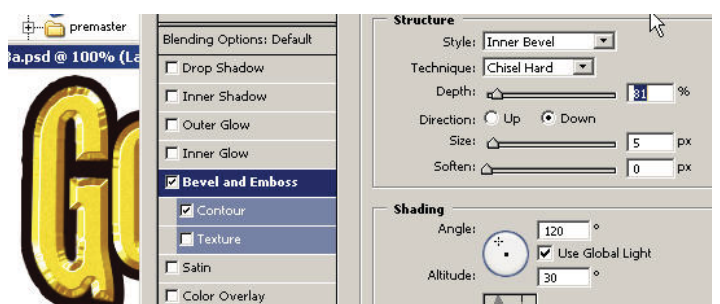 premaster
a.psd @ 100% (La
Go
Blending Options: Default
Drop Shadow
Inner Shadow
Outer Glow
Inner Glow
Bevel and Emboss
Contour
Texture
Satin
Color Overlay
Structure
Style: Inner Bevel
Technique: Chisel Hard
Depth: 81 %
Direction: Up Down
Size: 5 px
Soften: 0 px
Shading
Angle: 120 °
Use Global Light
Altitude: 30 °